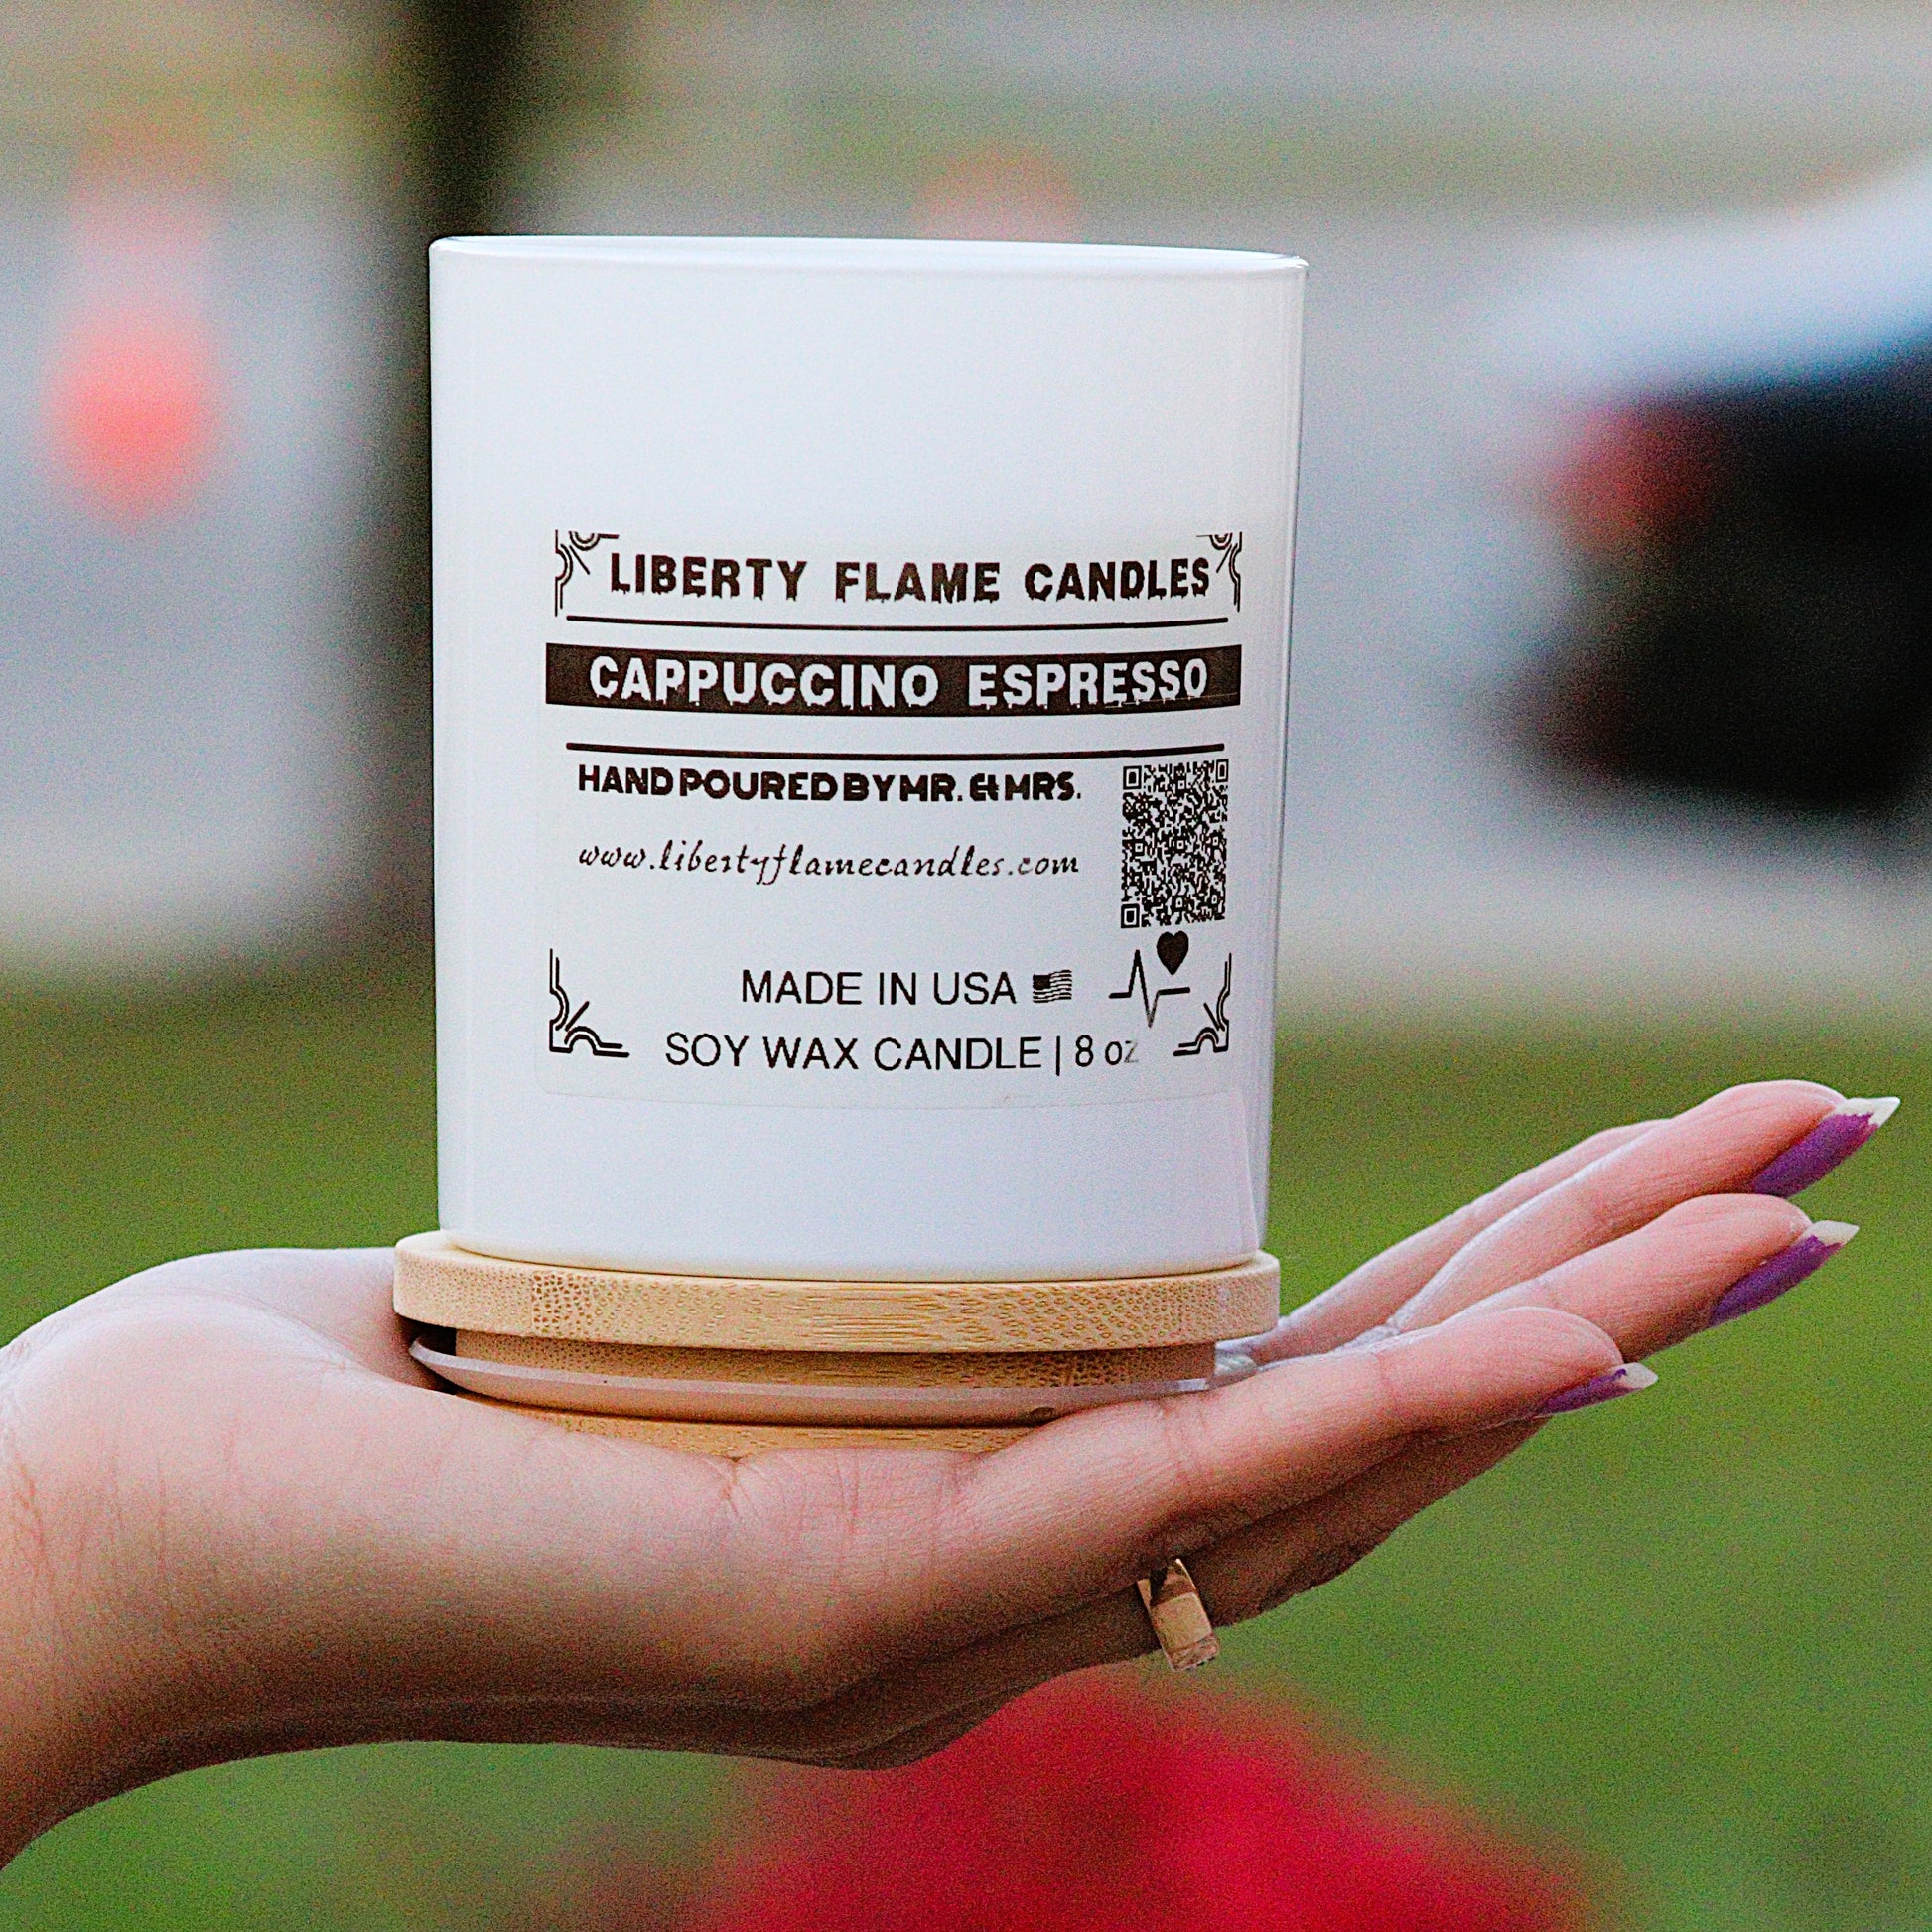 LIBERTY FLAME CANDLES
CAPPUCCINO ESPRESSO
HAND POURED BY MR. & MRS.
www.libertyflamecandles.com
MADE IN USA
SOY WAX CANDLE | 8 oz